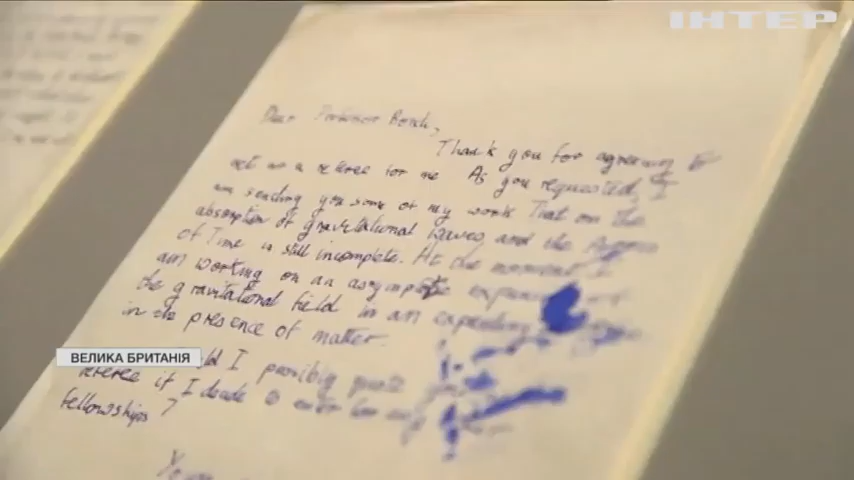 ІНТЕР
Dear Professor
Thank you for agreeing to
act as a referee for me As you requested, I
am sending you some of my work That on the
absorption of gravitational waves and the
of Time is still incomplete. At the moment I
am working on an asymptotic
the gravitational field in an expanding
in the presence of matter.
I possibly quote
referee if I decide to enter for
fellowships?
ВЕЛИКА БРИТАНІЯ